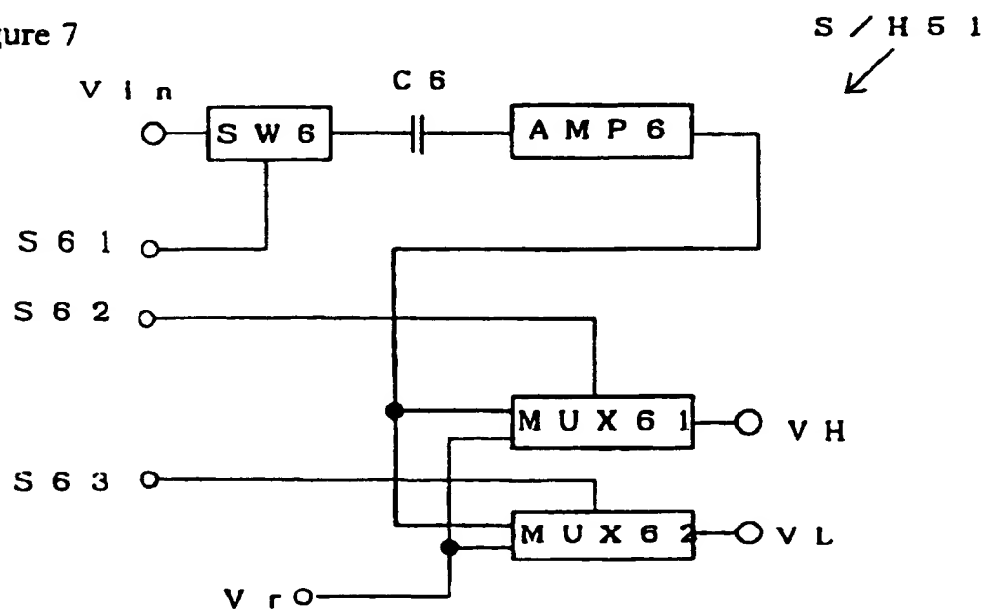 gure 7
S / H 5 1
V i n
C 6
S W 6
A M P 6
S 6 1
S 6 2
M U X 6 1
V H
S 6 3
M U X 6 2
V L
V r